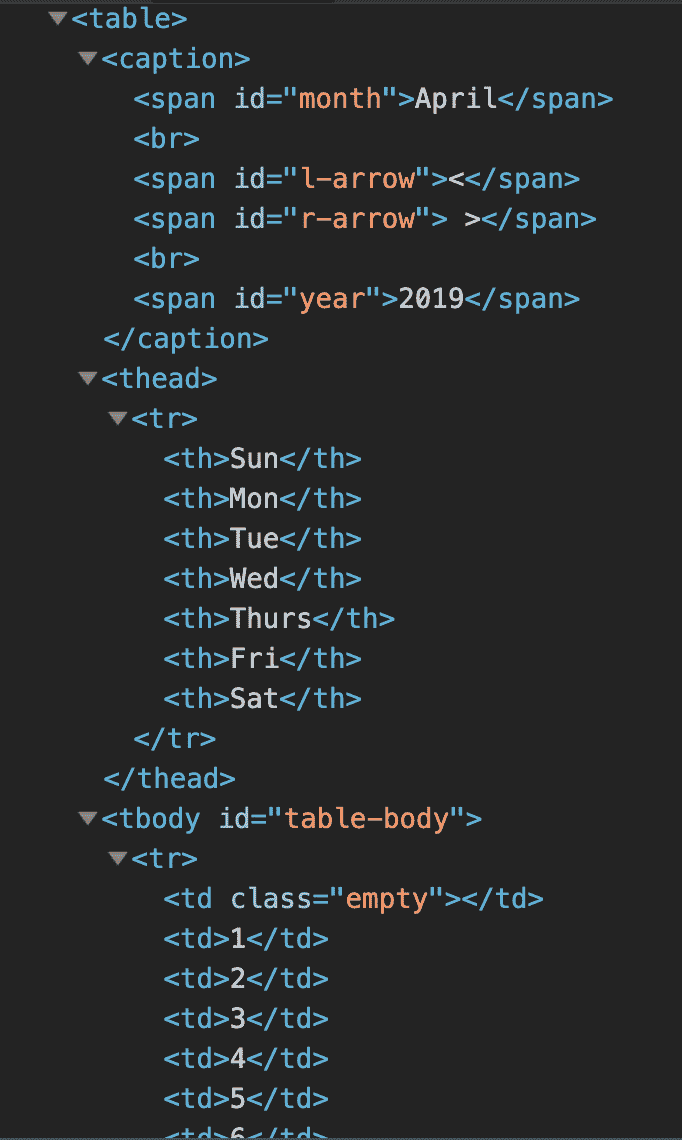 <table>
<caption>
<span id="month">April</span>
<br>
<span id="l-arrow"><</span>
<span id="r-arrow"> ></span>
<br>
<span id="year">2019</span>
</caption>
<thead>
<tr>
<th>Sun</th>
<th>Mon</th>
<th>Tue</th>
<th>Wed</th>
<th>Thurs</th>
<th>Fri</th>
<th>Sat</th>
</tr>
</thead>
<tbody id="table-body">
<tr>
<td class="empty"></td>
<td>1</td>
<td>2</td>
<td>3</td>
<td>4</td>
<td>5</td>
<td>6</td>